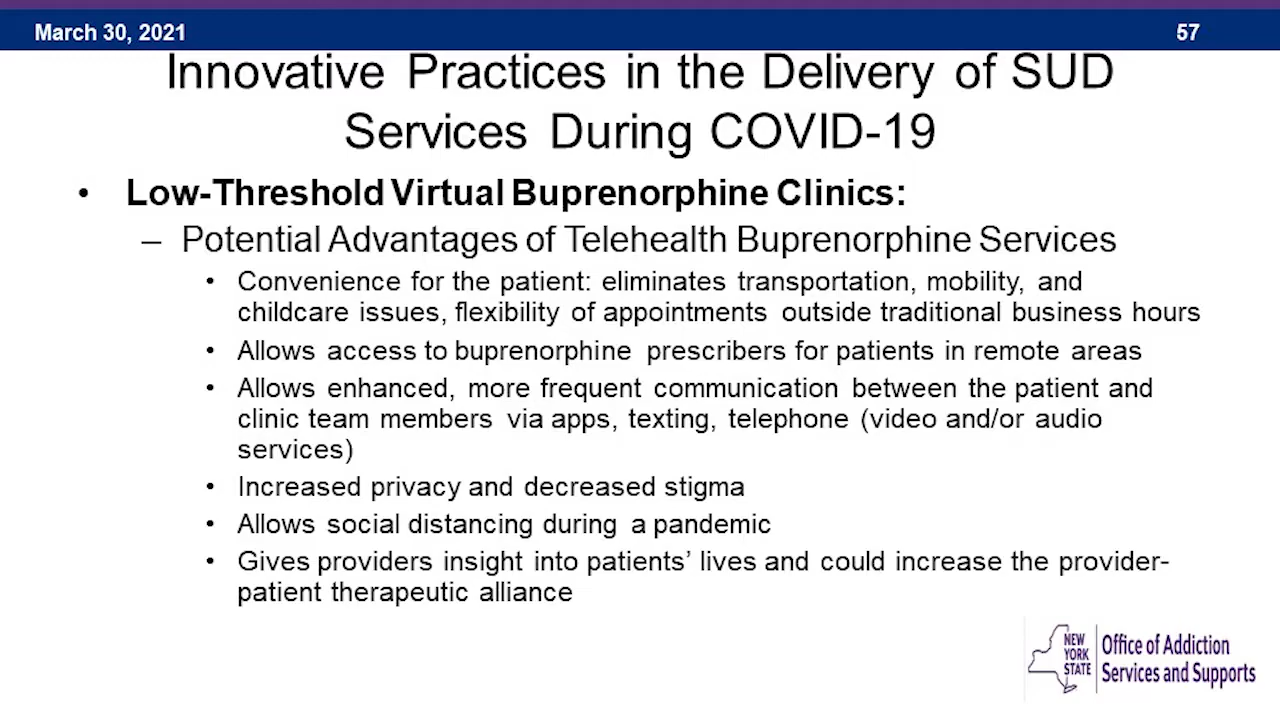 March 30, 2021
57
Innovative Practices in the Delivery of SUD
Services During COVID-19
• Low-Threshold Virtual Buprenorphine Clinics:
– Potential Advantages of Telehealth Buprenorphine Services
• Convenience for the patient: eliminates transportation, mobility, and
childcare issues, flexibility of appointments outside traditional business hours
• Allows access to buprenorphine prescribers for patients in remote areas
• Allows enhanced, more frequent communication between the patient and
clinic team members via apps, texting, telephone (video and/or audio
services)
• Increased privacy and decreased stigma
• Allows social distancing during a pandemic
• Gives providers insight into patients’ lives and could increase the provider-
patient therapeutic alliance
NEW
YORK
STATE
Office of Addiction
Services and Supports